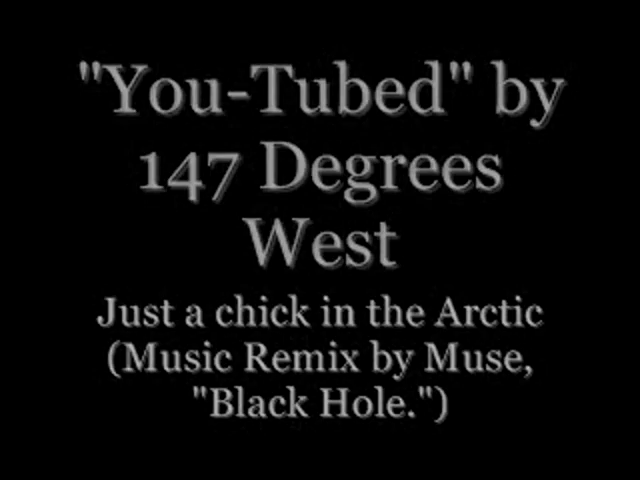 "You-Tubed" by
147 Degrees
West
Just a chick in the Arctic
(Music Remix by Muse,
"Black Hole.")